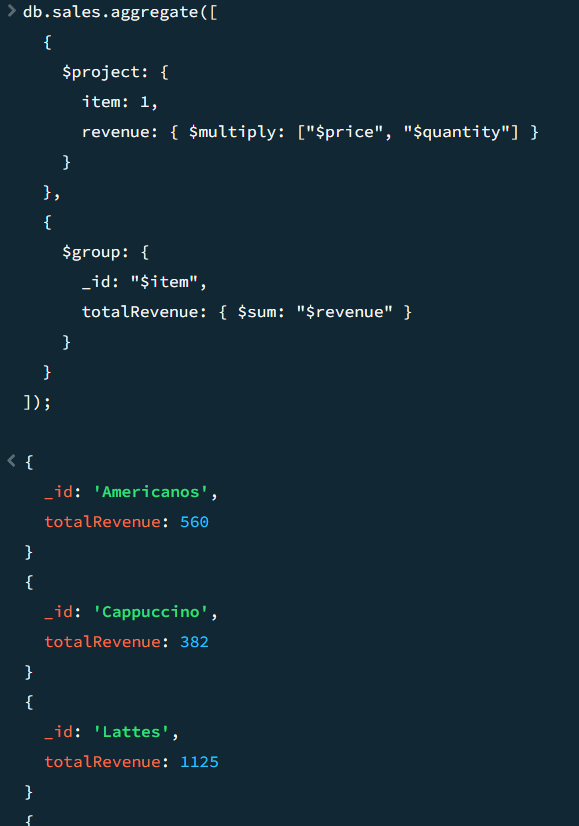 > db.sales.aggregate([
{
$project: {
item: 1,
revenue: { $multiply: ["$price", "$quantity"] }
}
},
{
$group: {
_id: "$item",
totalRevenue: { $sum: "$revenue" }
}
}
]);
< {
_id: 'Americanos',
totalRevenue: 560
}
{
_id: 'Cappuccino',
totalRevenue: 382
}
{
_id: 'Lattes',
totalRevenue: 1125
}
{